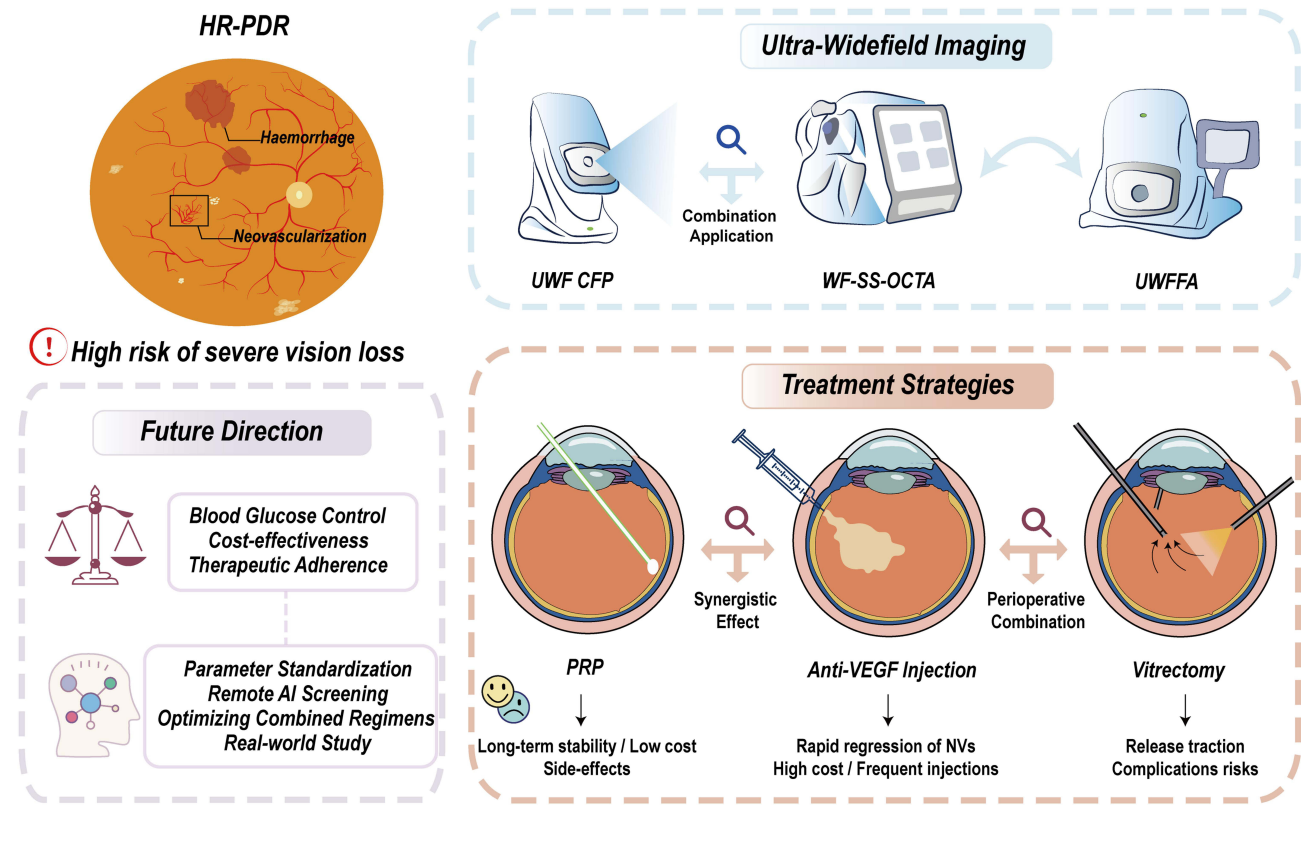 HR-PDR
Haemorrhage
Neovascularization
High risk of severe vision loss
Ultra-Widefield Imaging
Combination
Application
UWF CFP
WF-SS-OCTA
UWFFA
Future Direction
Blood Glucose Control
Cost-effectiveness
Therapeutic Adherence
Parameter Standardization
Remote AI Screening
Optimizing Combined Regimens
Real-world Study
Treatment Strategies
Synergistic
Effect
Perioperative
Combination
PRP
Anti-VEGF Injection
Vitrectomy
Long-term stability / Low cost
Side-effects
Rapid regression of NVs
High cost / Frequent injections
Release traction
Complications risks